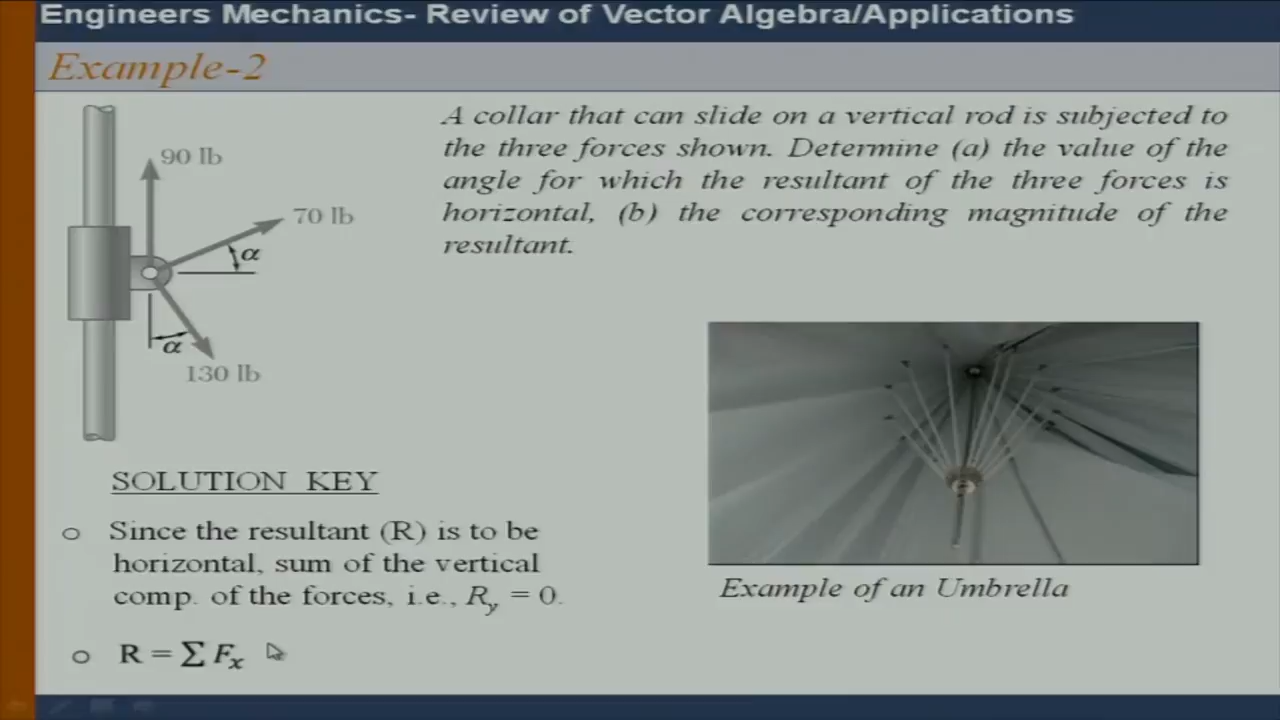 Engineers Mechanics- Review of Vector Algebra/Applications
Example-2
90 lb
70 lb
α
α
130 lb
A collar that can slide on a vertical rod is subjected to
the three forces shown. Determine (a) the value of the
angle for which the resultant of the three forces is
horizontal, (b) the corresponding magnitude of the
resultant.
SOLUTION KEY
o Since the resultant (R) is to be
horizontal, sum of the vertical
comp. of the forces, i.e., R_y = 0.
o R = ∑ F_x
Example of an Umbrella